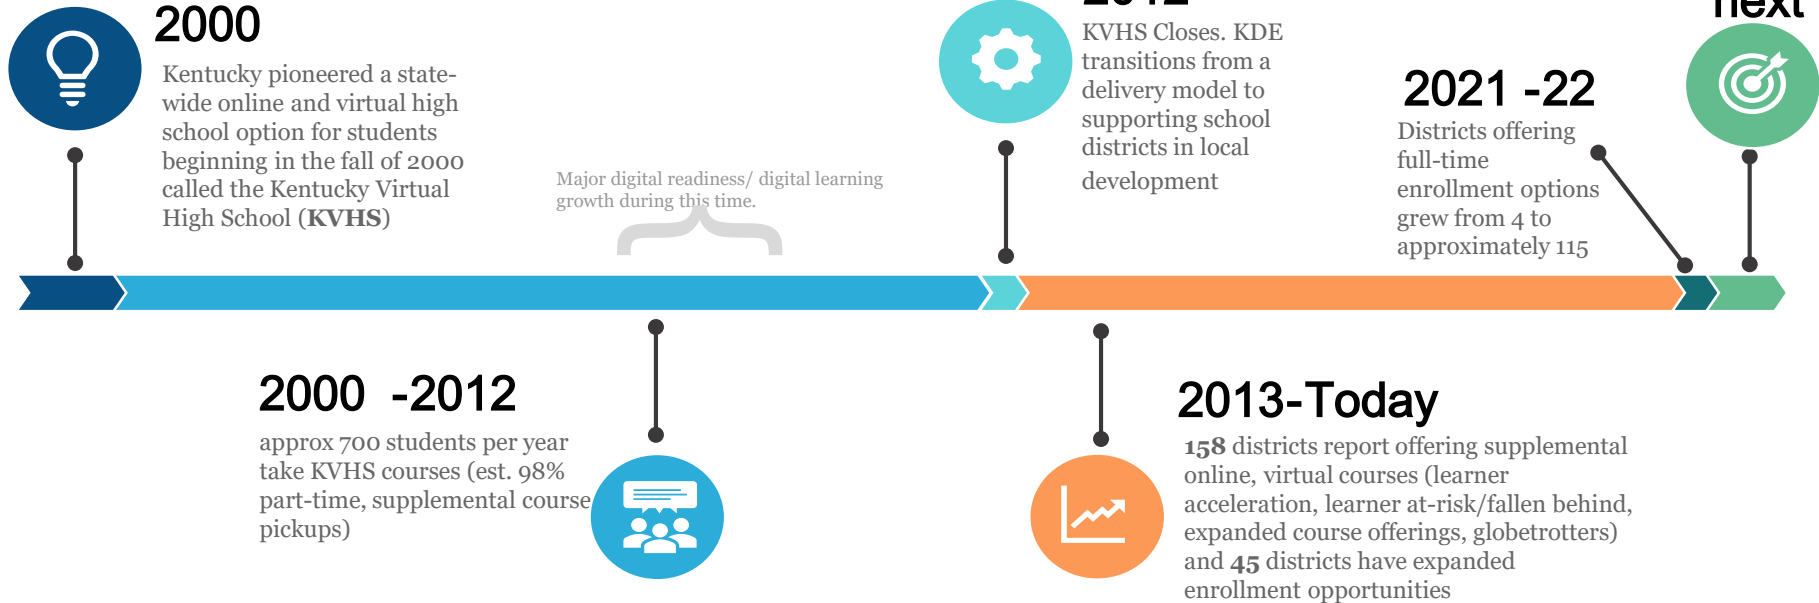 2000
Kentucky pioneered a state-
wide online and virtual high
school option for students
beginning in the fall of 2000
called the Kentucky Virtual
High School (KVHS)
Major digital readiness/ digital learning
growth during this time.
2012
KVHS Closes. KDE
transitions from a
delivery model to
supporting school
districts in local
development
2021 -22
Districts offering
full-time
enrollment options
grew from 4 to
approximately 115
next
2000 -2012
approx 700 students per year
take KVHS courses (est. 98%
part-time, supplemental course
pickups)
2013-Today
158 districts report offering supplemental
online, virtual courses (learner
acceleration, learner at-risk/fallen behind,
expanded course offerings, globetrotters)
and 45 districts have expanded
enrollment opportunities